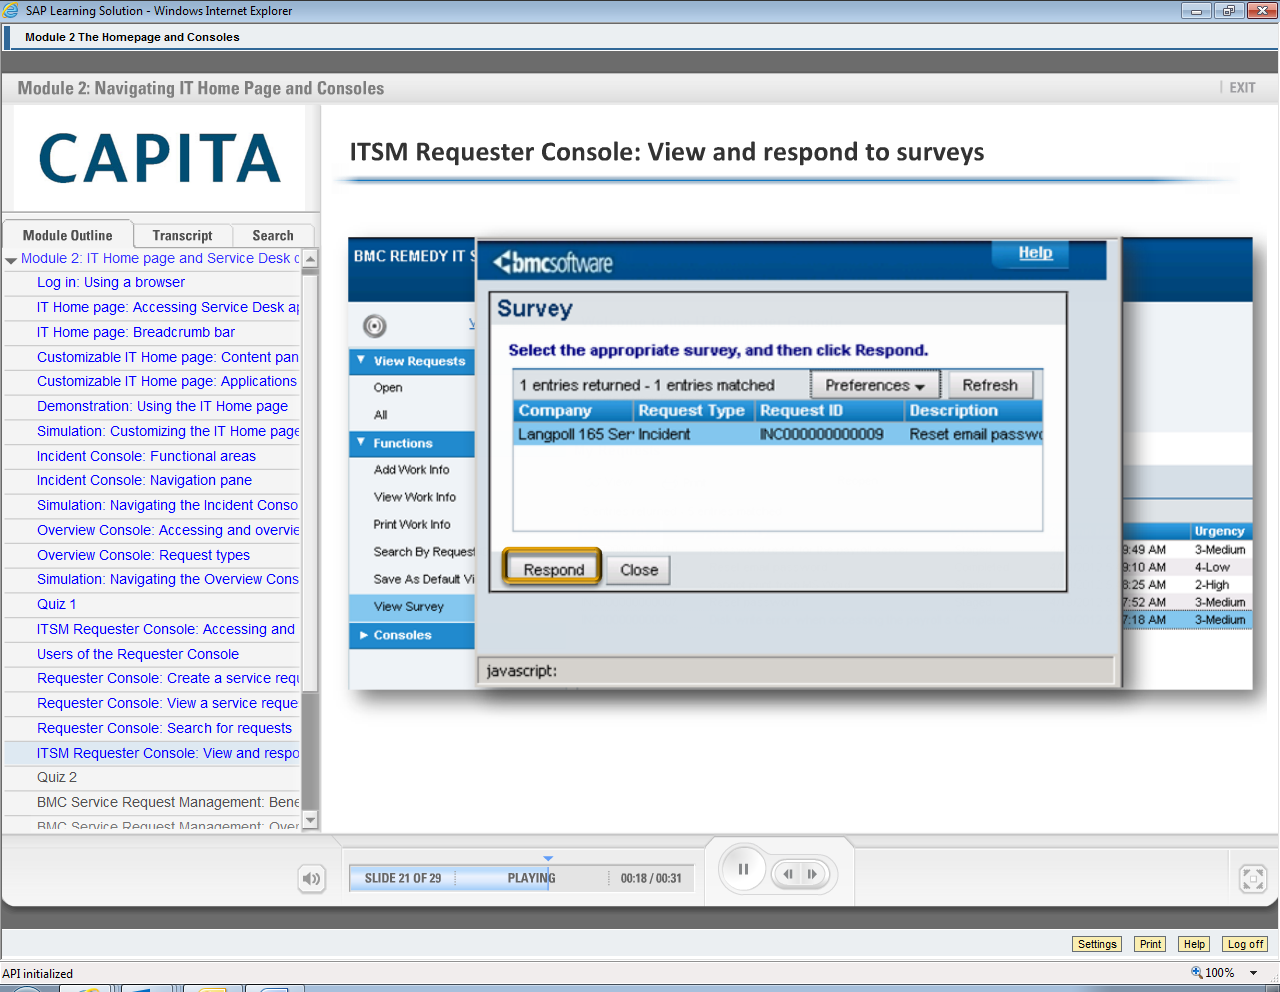 SAP Learning Solution - Windows Internet Explorer
Module 2 The Homepage and Consoles
Module 2: Navigating IT Home Page and Consoles
EXIT
CAPITA
ITSM Requester Console: View and respond to surveys
Module Outline
Transcript
Search
Module 2: IT Home page and Service Desk
Log in: Using a browser
IT Home page: Accessing Service Desk
IT Home page: Breadcrumb bar
Customizable IT Home page: Content pan
Customizable IT Home page: Applications
Demonstration: Using the IT Home page
Simulation: Customizing the IT Home page
Incident Console: Functional areas
Incident Console: Navigation pane
Simulation: Navigating the Incident Conso
Overview Console: Accessing and overvie
Overview Console: Request types
Simulation: Navigating the Overview Cons
Quiz 1
ITSM Requester Console: Accessing and
Users of the Requester Console
Requester Console: Create a service requ
Requester Console: View a service reque
Requester Console: Search for requests
ITSM Requester Console: View and respo
Quiz 2
BMC Service Request Management: Bene
BMC Service Request Management: Over
BMC REMEDY IT S
View Requests
Open
All
Functions
Add Work Info
View Work Info
Print Work Info
Search By Request
Save As Default Vi
View Survey
Consoles
bmcsoftware
Help
Survey
Select the appropriate survey, and then click Respond.
1 entries returned - 1 entries matched
Preferences
Refresh
Company Request Type Request ID Description
Langpoll 165 Ser Incident INC000000000009 Reset email passwo
Respond
Close
javascript:
Urgency
9:49 AM 3-Medium
9:10 AM 4-Low
8:25 AM 2-High
7:52 AM 3-Medium
7:18 AM 3-Medium
SLIDE 21 OF 29
PLAYING
00:18 / 00:31
Settings
Print
Help
Log off
API initialized
100%